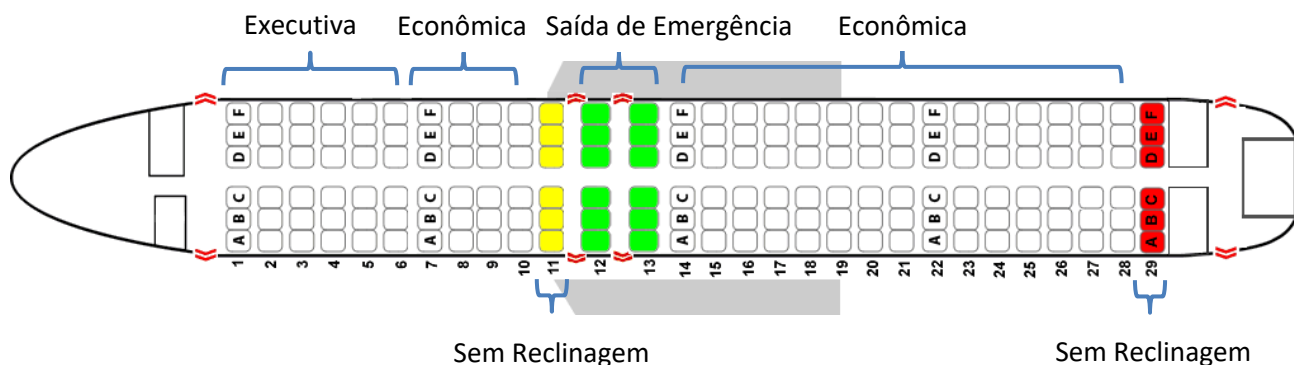 Executiva Econômica Saída de Emergência Econômica
F F F F F
E E E E E
D D D D D
C C C C C
B B B B B
A A A A A
1 2 3 4 5 6 7 8 9 10 11 12 13 14 15 16 17 18 19 20 21 22 23 24 25 26 27 28 29
Sem Reclinagem Sem Reclinagem